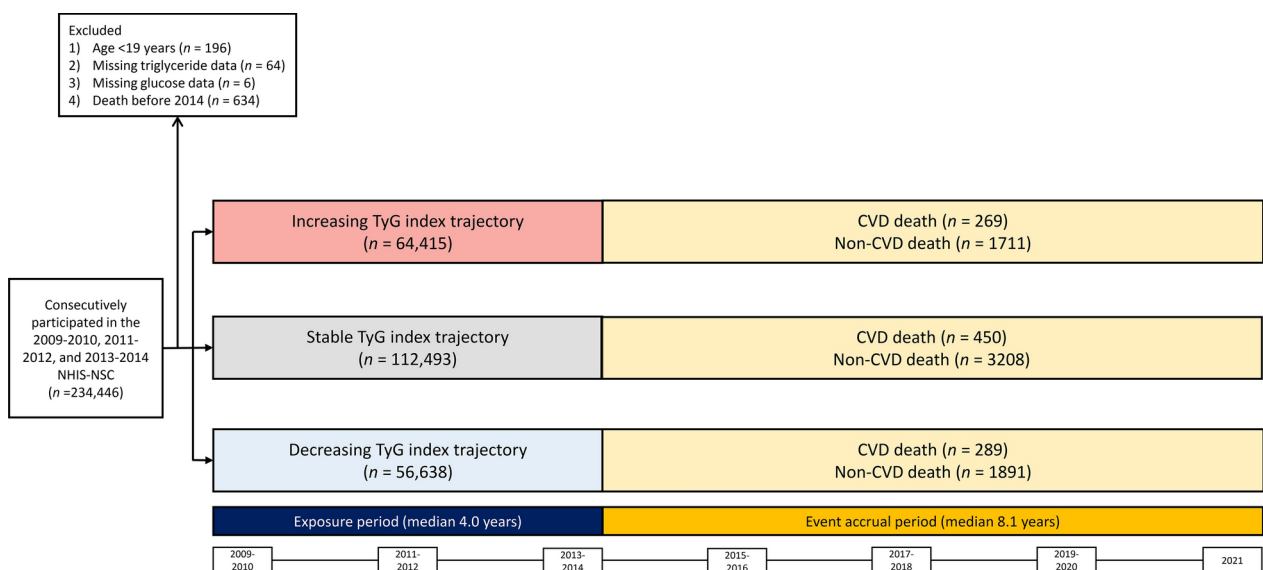 Excluded
1) Age <19 years (n = 196)
2) Missing triglyceride data (n = 64)
3) Missing glucose data (n = 6)
4) Death before 2014 (n = 634)
Consecutively
participated in the
2009-2010, 2011-
2012, and 2013-2014
NHIS-NSC
(n =234,446)
Increasing TyG index trajectory
(n = 64,415)
CVD death (n = 269)
Non-CVD death (n = 1711)
Stable TyG index trajectory
(n = 112,493)
CVD death (n = 450)
Non-CVD death (n = 3208)
Decreasing TyG index trajectory
(n = 56,638)
CVD death (n = 289)
Non-CVD death (n = 1891)
Exposure period (median 4.0 years)
Event accrual period (median 8.1 years)
2009-
2010
2011-
2012
2013-
2014
2015-
2016
2017-
2018
2019-
2020
2021